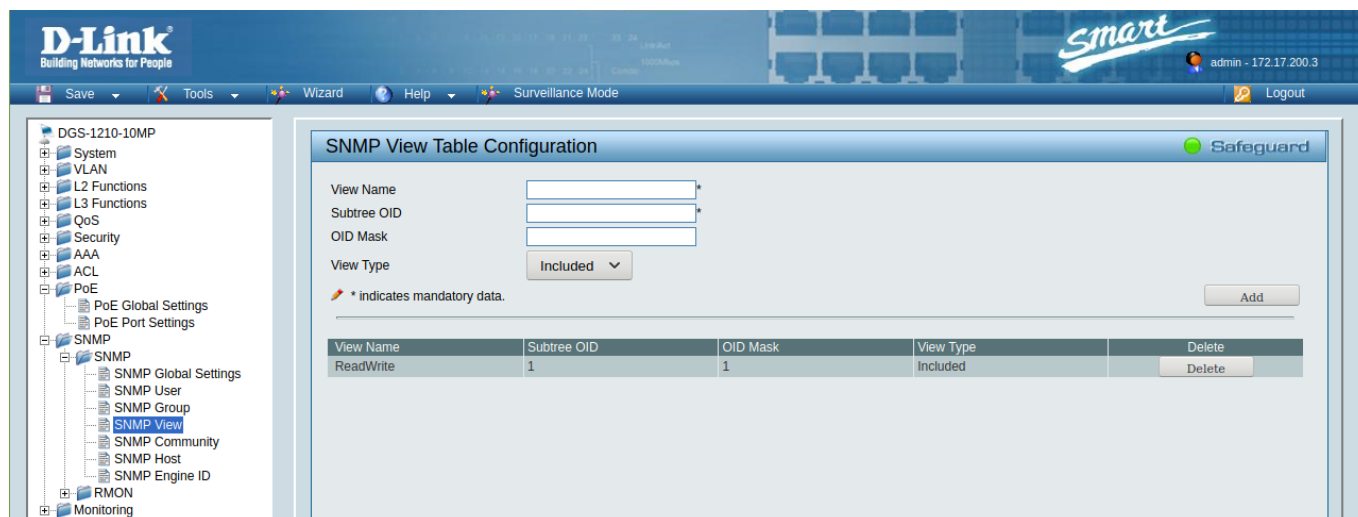 D-Link
Building Networks for People
smart
admin - 172.17.200.3
Save Tools Wizard Help Surveillance Mode Logout
DGS-1210-10MP
System
VLAN
L2 Functions
L3 Functions
QoS
Security
AAA
ACL
PoE
PoE Global Settings
PoE Port Settings
SNMP
SNMP
SNMP Global Settings
SNMP User
SNMP Group
SNMP View
SNMP Community
SNMP Host
SNMP Engine ID
RMON
Monitoring
SNMP View Table Configuration
Safeguard
View Name *
Subtree OID *
OID Mask
View Type Included
* indicates mandatory data.
Add
View Name Subtree OID OID Mask View Type Delete
ReadWrite 1 1 Included Delete